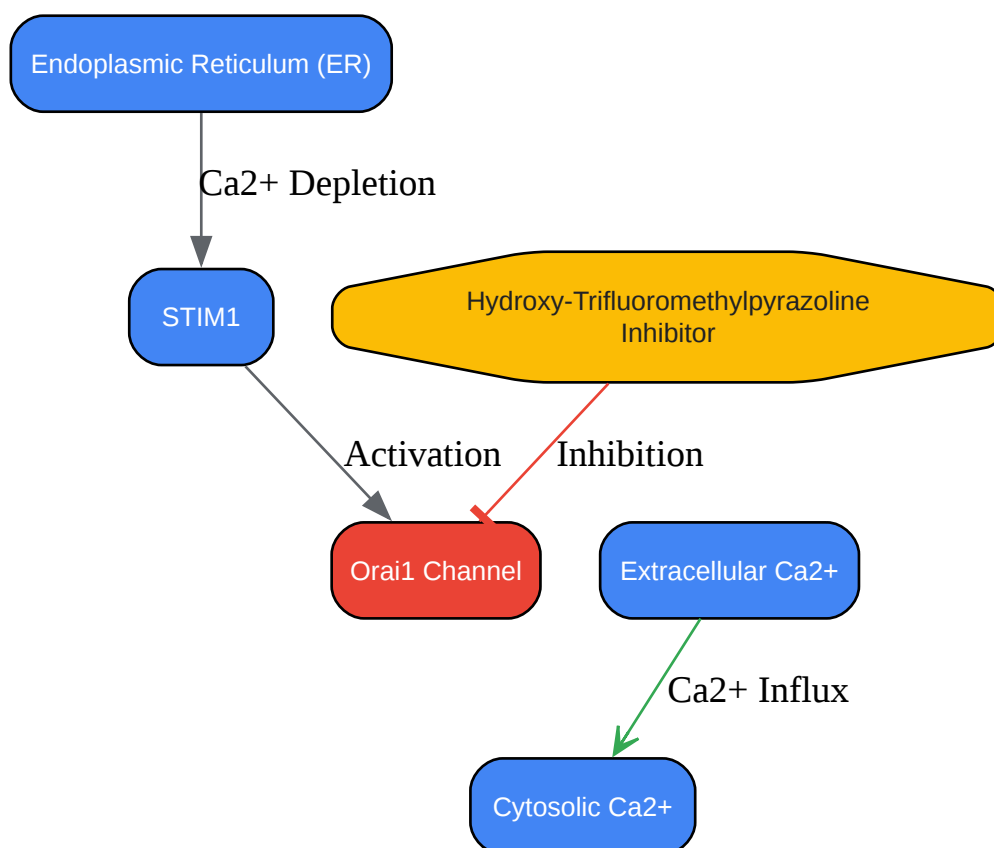 Endoplasmic Reticulum (ER)
Ca2+ Depletion
STIM1
Hydroxy-Trifluoromethylpyrazoline
Inhibitor
Activation
Inhibition
Orai1 Channel
Extracellular Ca2+
Ca2+ Influx
Cytosolic Ca2+